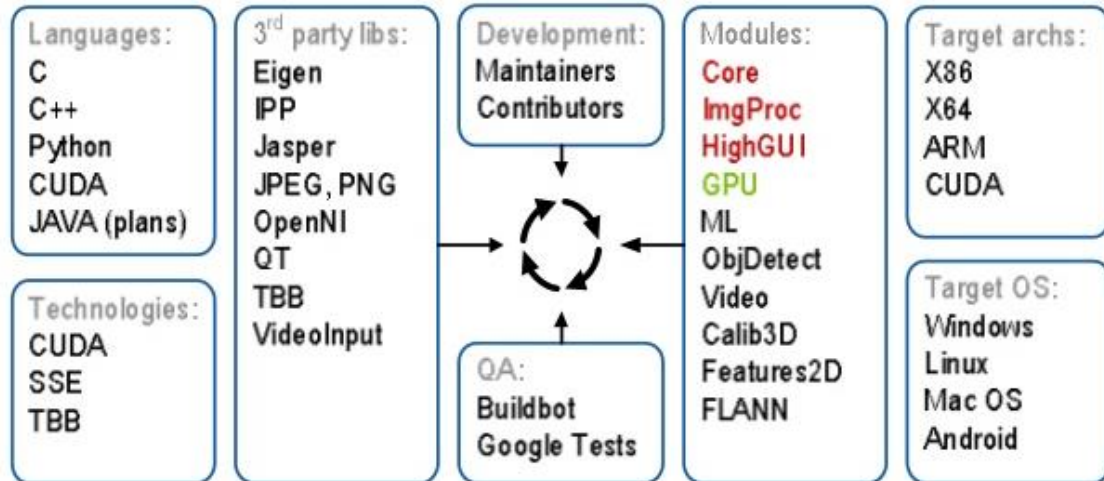 Languages:
C
C++
Python
CUDA
JAVA (plans)
Technologies:
CUDA
SSE
TBB
3rd party libs:
Eigen
IPP
Jasper
JPEG, PNG
OpenNI
QT
TBB
VideoInput
Development:
Maintainers
Contributors
QA:
Buildbot
Google Tests
Modules:
Core
ImgProc
HighGUI
GPU
ML
ObjDetect
Video
Calib3D
Features2D
FLANN
Target archs:
X86
X64
ARM
CUDA
Target OS:
Windows
Linux
Mac OS
Android